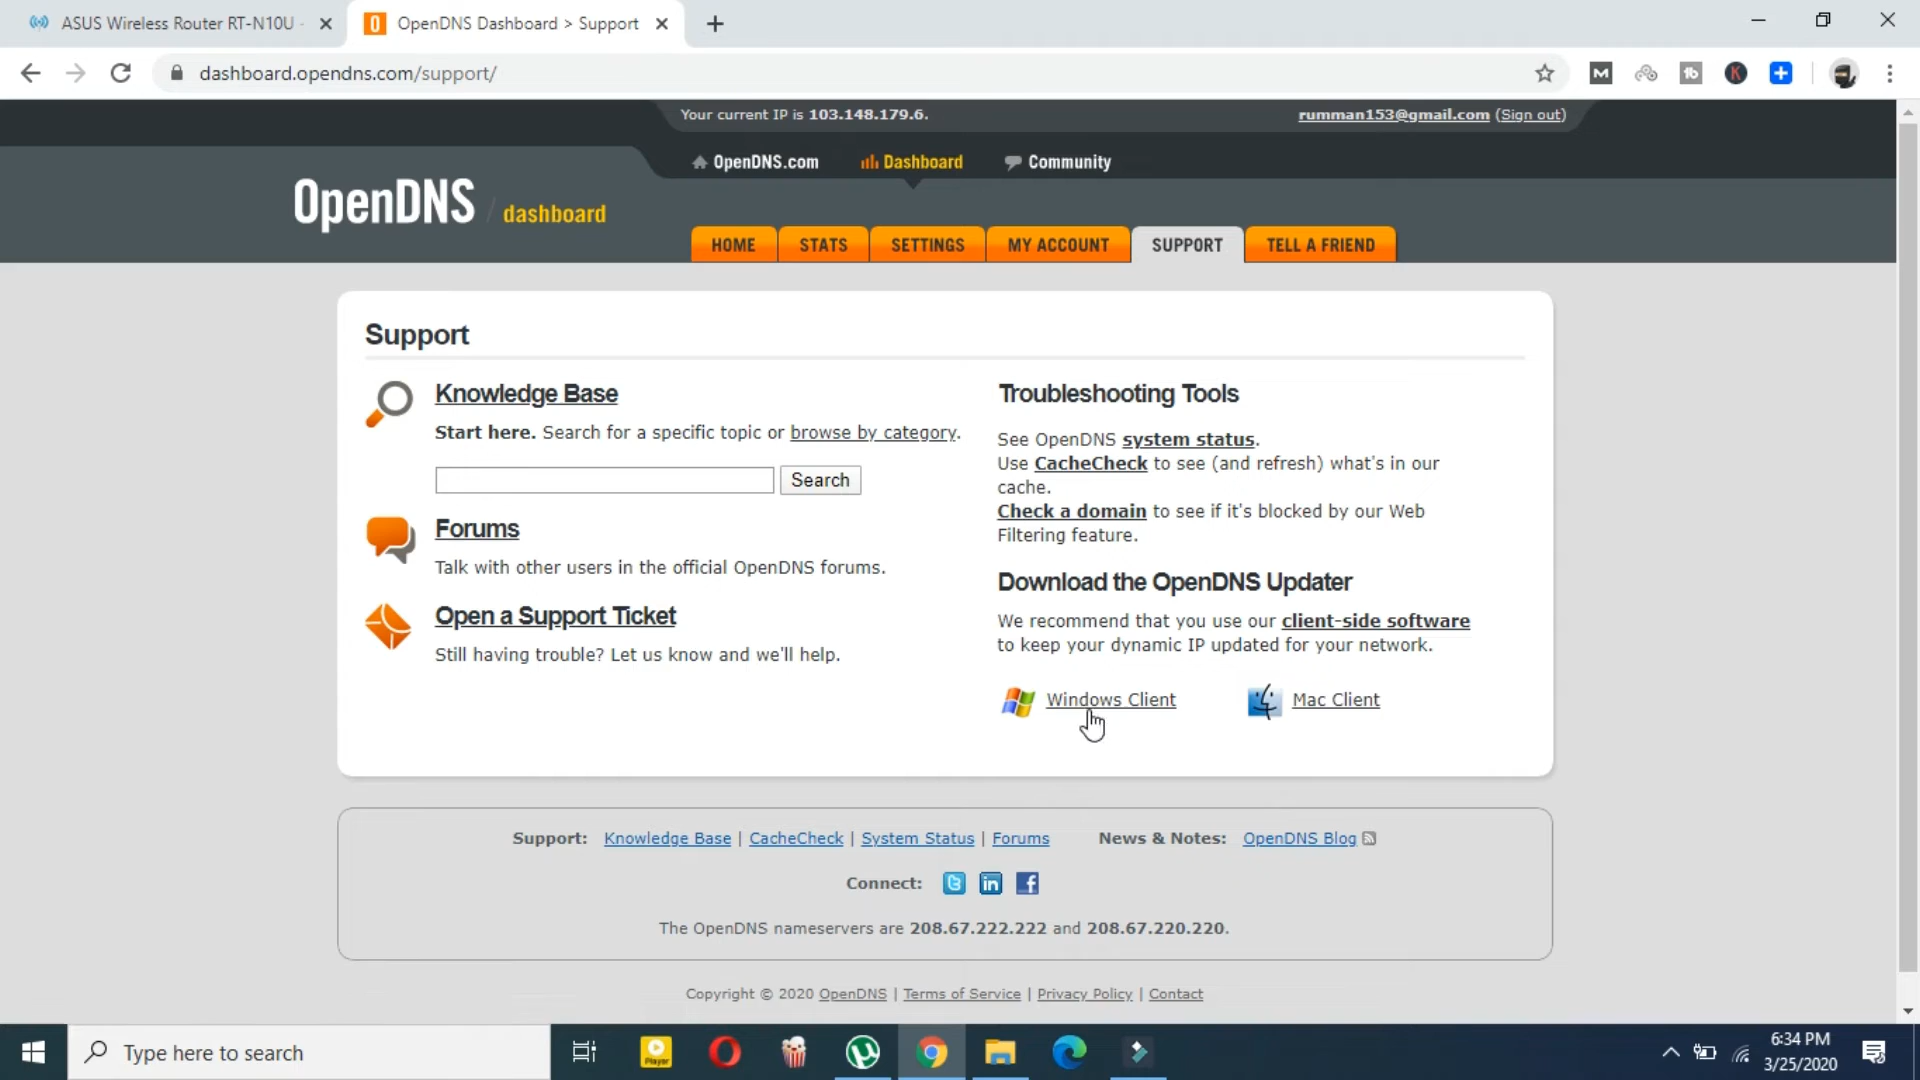 ASUS Wireless Router RT-N10U -
OpenDNS Dashboard > Support
dashboard.opendns.com/support/
Your current IP is 103.148.179.6.
rumman153@gmail.com (Sign out)
OpenDNS.com
Dashboard
Community
OpenDNS / dashboard
HOME
STATS
SETTINGS
MY ACCOUNT
SUPPORT
TELL A FRIEND
Support
Knowledge Base
Start here. Search for a specific topic or browse by category.
Search
Forums
Talk with other users in the official OpenDNS forums.
Open a Support Ticket
Still having trouble? Let us know and we'll help.
Troubleshooting Tools
See OpenDNS system status.
Use CacheCheck to see (and refresh) what's in our
cache.
Check a domain to see if it's blocked by our Web
Filtering feature.
Download the OpenDNS Updater
We recommend that you use our client-side software
to keep your dynamic IP updated for your network.
Windows Client
Mac Client
Support: Knowledge Base | CacheCheck | System Status | Forums
News & Notes: OpenDNS Blog
Connect:
The OpenDNS nameservers are 208.67.222.222 and 208.67.220.220.
Copyright © 2020 OpenDNS | Terms of Service | Privacy Policy | Contact
Type here to search
Player
6:34 PM
3/25/2020